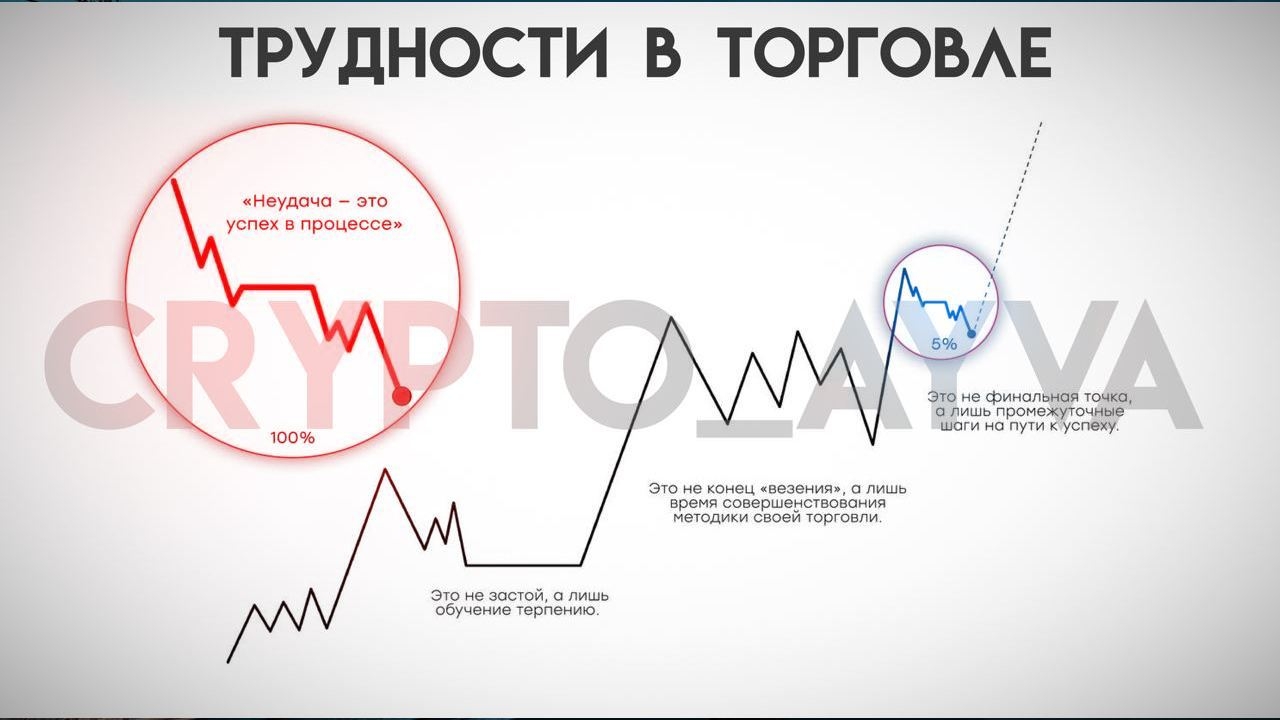 ТРУДНОСТИ В ТОРГОВЛЕ
«Неудача – это
успех в процессе»
100%
CRYPTO_AYVA
5%
Это не финальная точка,
а лишь промежуточные
шаги на пути к успеху.
Это не конец «везения», а лишь
время совершенствования
методики своей торговли.
Это не застой, а лишь
обучение терпению.